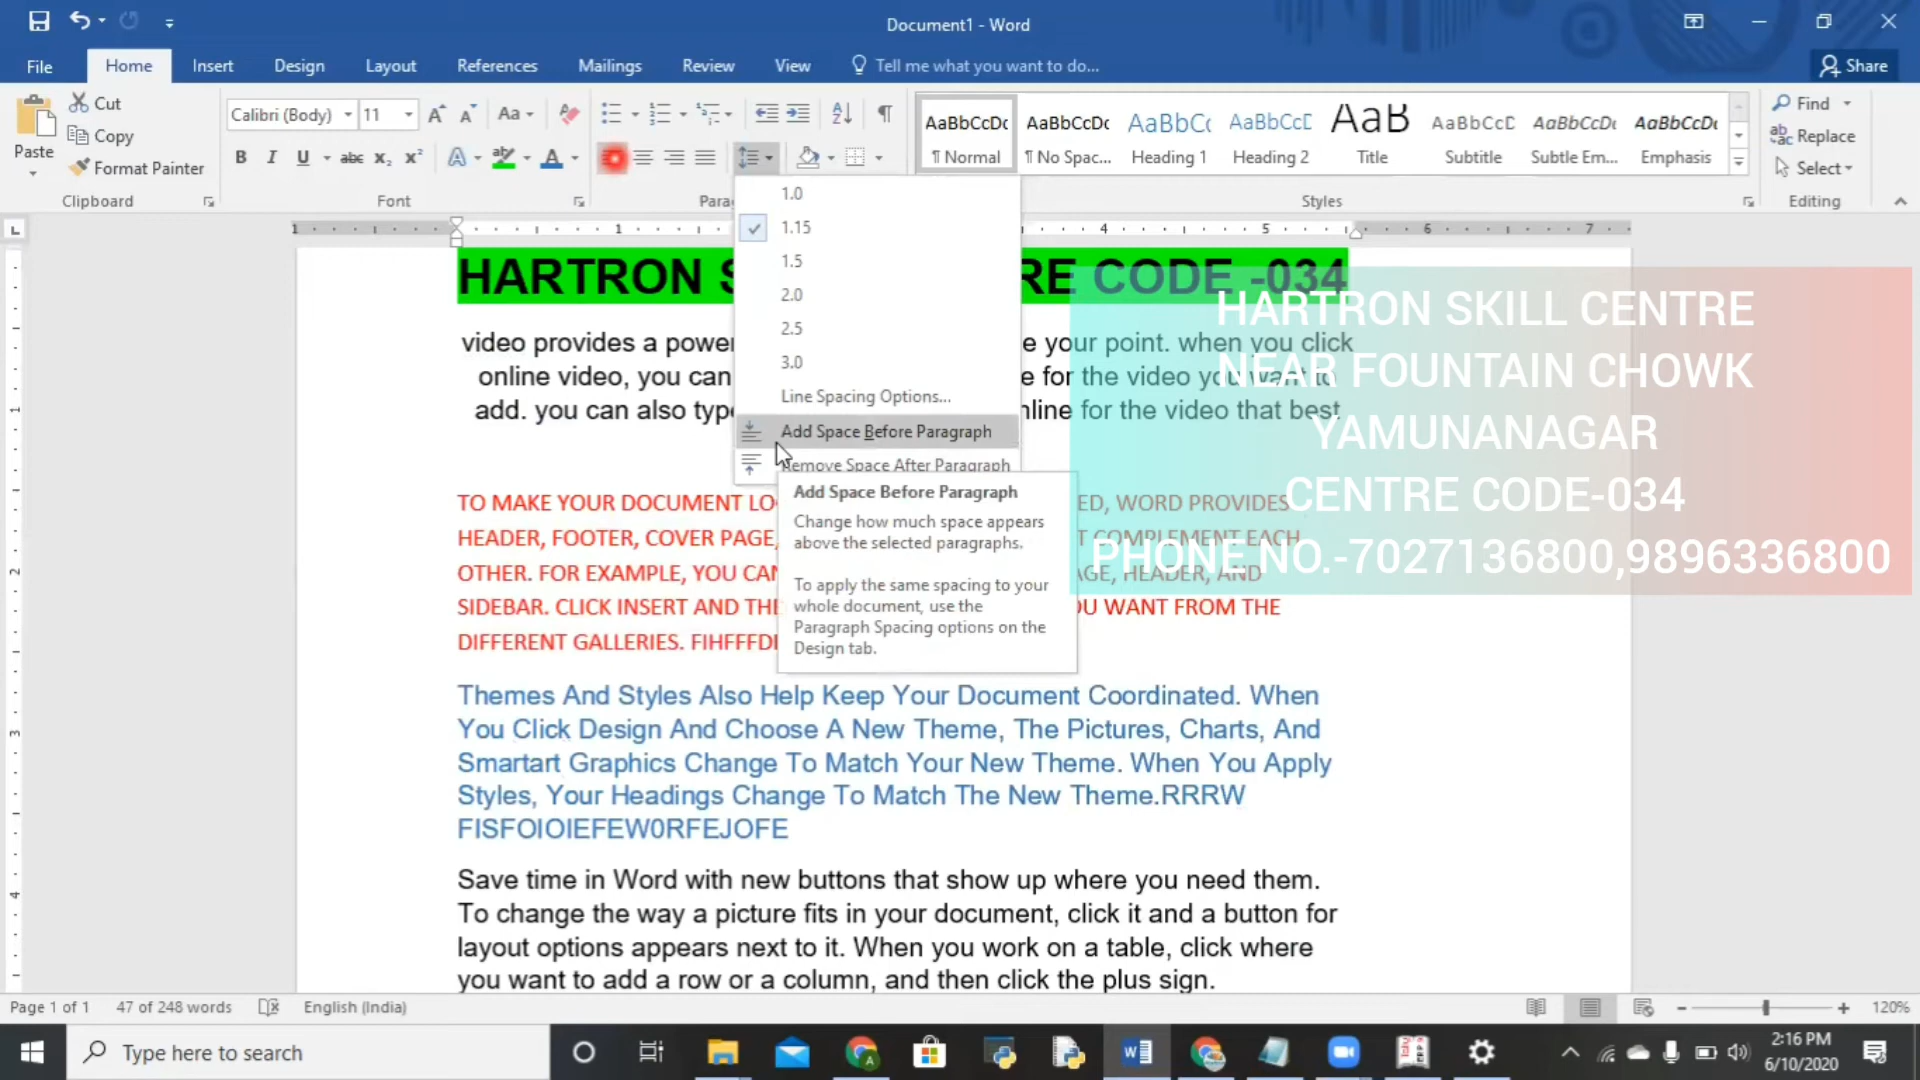 Document1 - Word
File Home Insert Design Layout References Mailings Review View Tell me what you want to do... Share
Paste Cut Copy Format Painter
Calibri (Body) 11
AaBbCcDc ¶ Normal
AaBbCcDc ¶ No Spac...
Heading 1
Heading 2
AaB Title
Subtitle
Subtle Em...
AaBbCcDc Emphasis
Find
Replace
Select
Clipboard Font Styles Editing
1.0
1.15
1.5
2.0
2.5
3.0
Line Spacing Options...
Add Space Before Paragraph
Remove Space After Paragraph
Add Space Before Paragraph
Change how much space appears
above the selected paragraphs.
To apply the same spacing to your
whole document, use the
Paragraph Spacing options on the
Design tab.
HARTRON S RE CODE -034
video provides a power e your point. when you click
online video, you can e for the video you want to
add. you can also type nline for the video that best
TO MAKE YOUR DOCUMENT LO ED, WORD PROVIDES
HEADER, FOOTER, COVER PAGE, T COMPLEMENT EACH
OTHER. FOR EXAMPLE, YOU CAN AGE, HEADER, AND
SIDEBAR. CLICK INSERT AND THE OU WANT FROM THE
DIFFERENT GALLERIES.
Themes And Styles Also Help Keep Your Document Coordinated. When
You Click Design And Choose A New Theme, The Pictures, Charts, And
Smartart Graphics Change To Match Your New Theme. When You Apply
Styles, Your Headings Change To Match The New Theme.RRRW
FISFOIOIEFEW0RFEJOFE
Save time in Word with new buttons that show up where you need them.
To change the way a picture fits in your document, click it and a button for
layout options appears next to it. When you work on a table, click where
you want to add a row or a column, and then click the plus sign.
HARTRON SKILL CENTRE
NEAR FOUNTAIN CHOWK
YAMUNANAGAR
CENTRE CODE-034
PHONE NO.-7027136800,9896336800
Page 1 of 1 47 of 248 words English (India) 120%
Type here to search
2:16 PM
6/10/2020